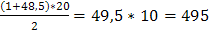 (1+48,5)*20
2
= 49,5 * 10 = 495